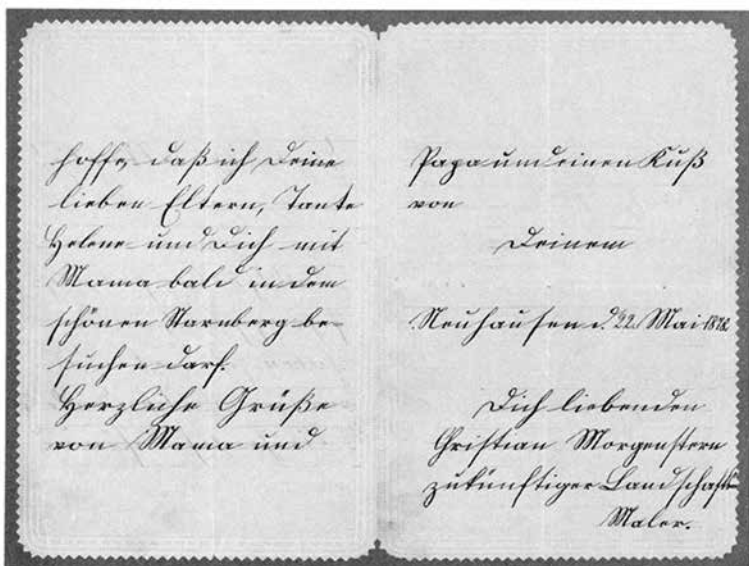 hoffe, daß ich Deine
lieben Eltern, Tante
Helene und Dich mit
Mama bald in dem
schönen Starnberg be-
suchen darf.
Herzliche Grüße
von Mama und
Papa und einen Kuß
von
Deinem
Neuhausen d. 22. Mai 1878
Dich liebenden
Christian Morgenstern
zukünftiger Landschafts-
Maler.